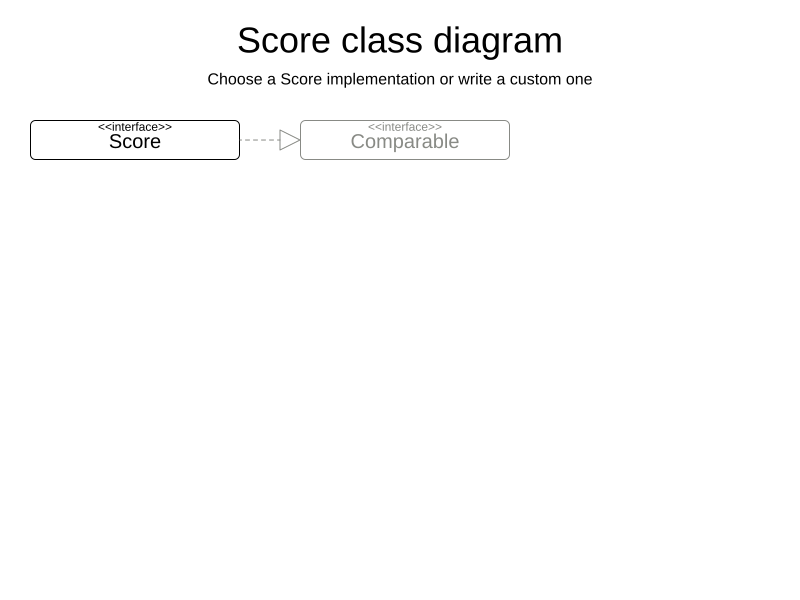 Score class diagram
Choose a Score implementation or write a custom one
<<interface>>
Score
<<interface>>
Comparable